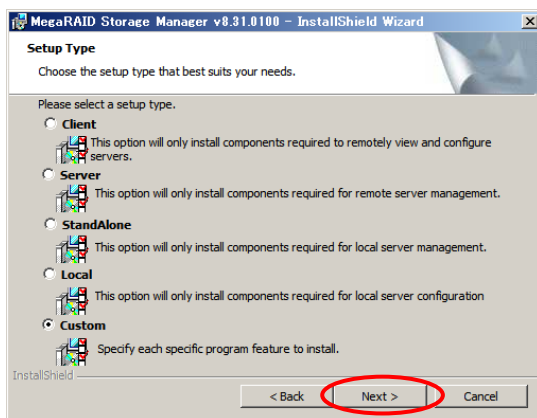 MegaRAID Storage Manager v8.31.0100 - InstallShield Wizard
Setup Type
Choose the setup type that best suits your needs.
Please select a setup type.
Client
This option will only install components required to remotely view and configure
servers.
Server
This option will only install components required for remote server management.
StandAlone
This option will only install components required for local server management.
Local
This option will only install components required for local server configuration
Custom
Specify each specific program feature to install.
InstallShield
< Back Next > Cancel